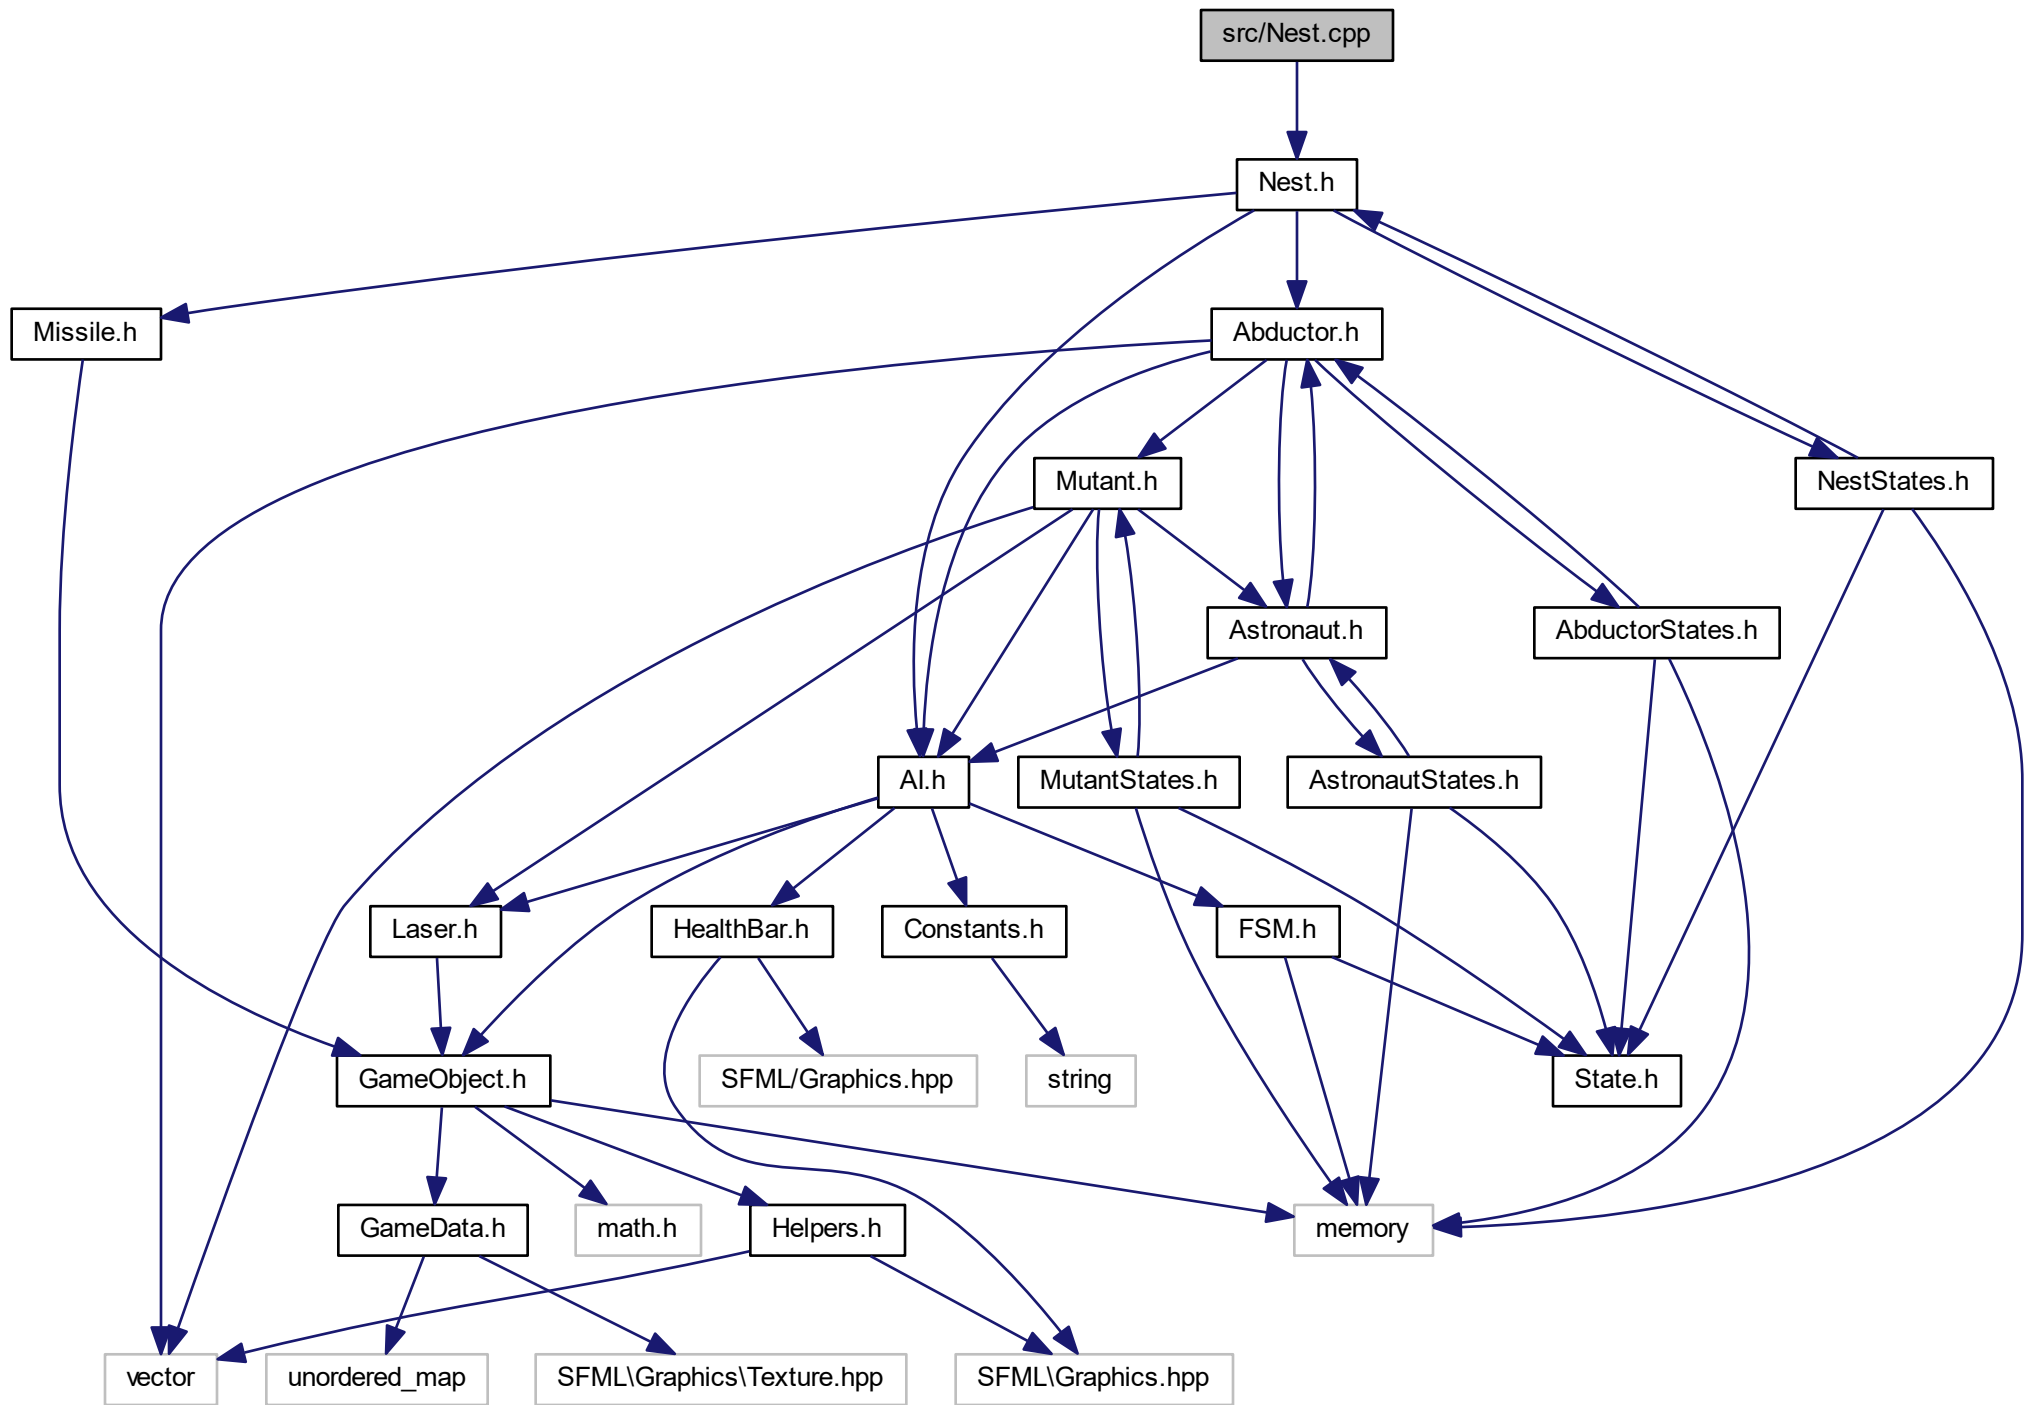 src/Nest.cpp
Nest.h
Missile.h
Abductor.h
Mutant.h
NestStates.h
Astronaut.h
AbductorStates.h
AI.h
MutantStates.h
AstronautStates.h
Laser.h
HealthBar.h
Constants.h
FSM.h
GameObject.h
SFML/Graphics.hpp
string
State.h
GameData.h
math.h
Helpers.h
memory
vector
unordered_map
SFML\Graphics\Texture.hpp
SFML\Graphics.hpp